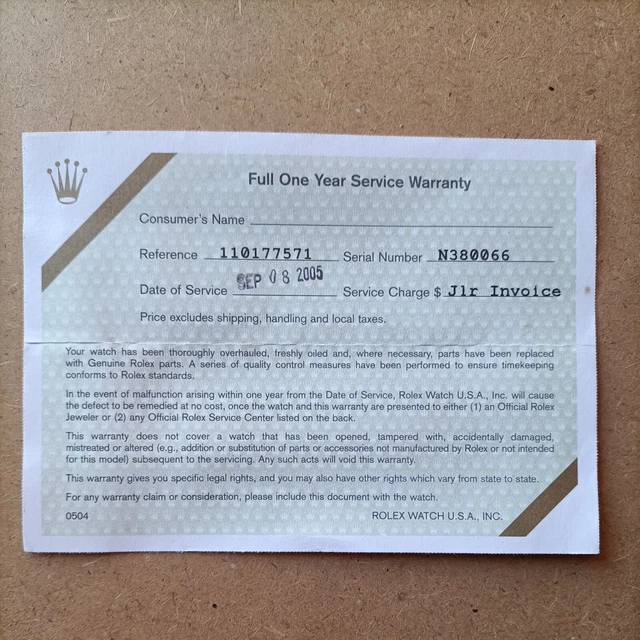 Full One Year Service Warranty
Consumer's Name
Reference 110177571 Serial Number N380066
Date of Service SEP 08 2005 Service Charge $ Jlr Invoice
Price excludes shipping, handling and local taxes.
Your watch has been thoroughly overhauled, freshly oiled and, where necessary, parts have been replaced
with Genuine Rolex parts. A series of quality control measures have been performed to ensure timekeeping
conforms to Rolex standards.
In the event of malfunction arising within one year from the Date of Service, Rolex Watch U.S.A., Inc. will cause
the defect to be remedied at no cost, once the watch and this warranty are presented to either (1) an Official Rolex
Jeweler or (2) any Official Rolex Service Center listed on the back.
This warranty does not cover a watch that has been opened, tampered with, accidentally damaged,
mistreated or altered (e.g., addition or substitution of parts or accessories not manufactured by Rolex or not intended
for this model) subsequent to the servicing. Any such acts will void this warranty.
This warranty gives you specific legal rights, and you may also have other rights which vary from state to state.
For any warranty claim or consideration, please include this document with the watch.
0504 ROLEX WATCH U.S.A., INC.